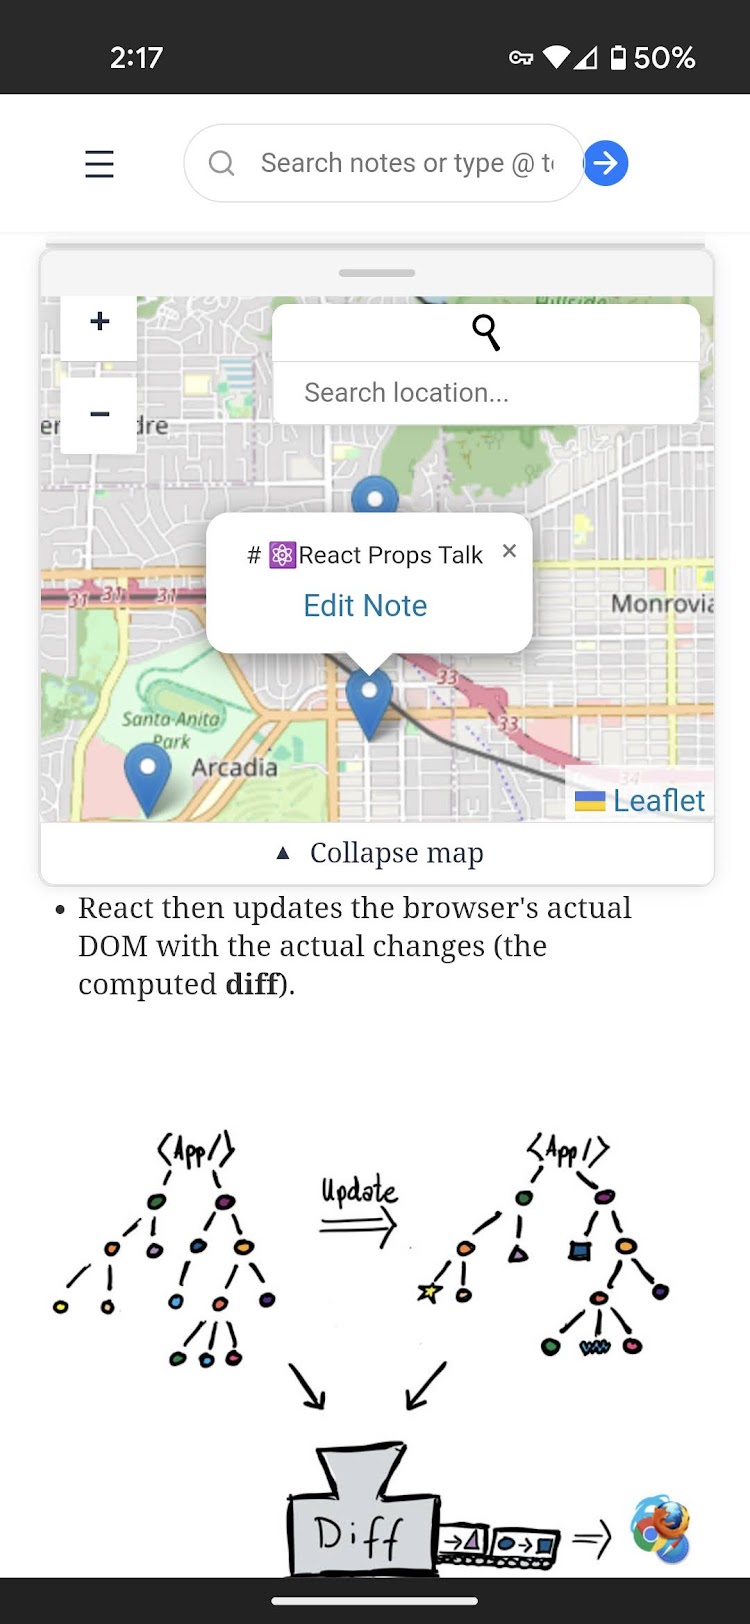 2:17
50%
Search notes or type @ t
Hillside
dre
Search location...
# ⚛React Props Talk ×
Edit Note
31 31 31
Monrovia
33
Santa Anita
Park
33
Arcadia
34
Leaflet
▲ Collapse map
• React then updates the browser's actual
DOM with the actual changes (the
computed diff).
<App/>
Update
<App/>
Diff